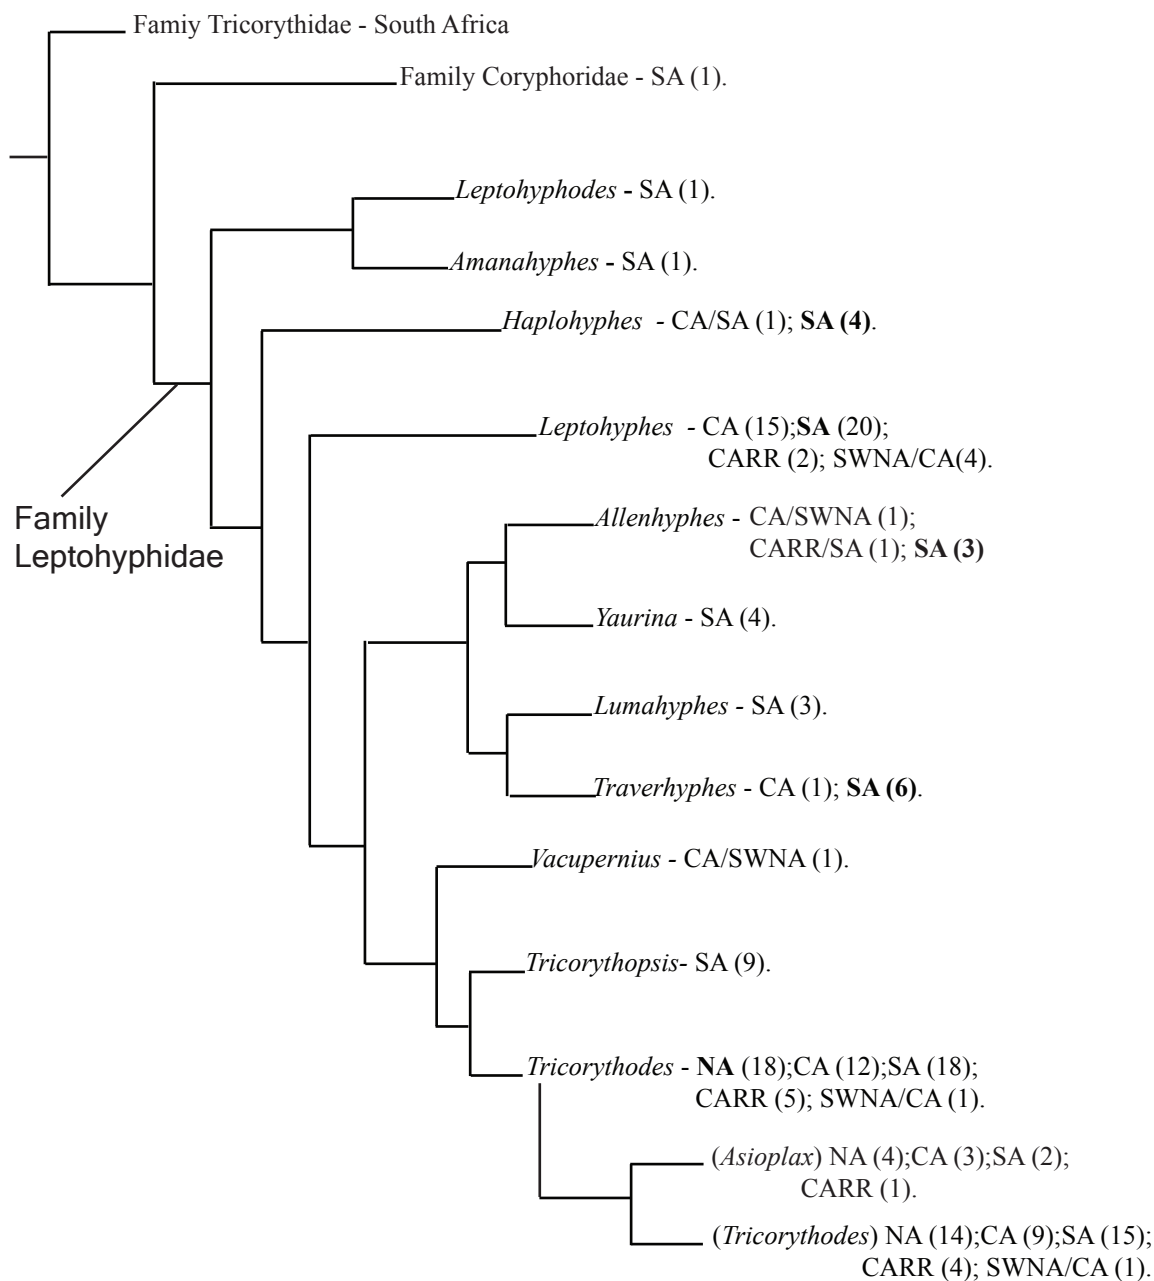 Famiy Tricorythidae - South Africa
Family Coryphoridae - SA (1).
Leptohyphodes - SA (1).
Amanahyphes - SA (1).
Haplohyphes - CA/SA (1); SA (4).
Leptohyphes - CA (15);SA (20);
CARR (2); SWNA/CA(4).
Family
Leptohyphidae
Allenhyphes - CA/SWNA (1);
CARR/SA (1); SA (3)
Yaurina - SA (4).
Lumahyphes - SA (3).
Traverhyphes - CA (1); SA (6).
Vacupernius - CA/SWNA (1).
Tricorythopsis- SA (9).
Tricorythodes - NA (18);CA (12);SA (18);
CARR (5); SWNA/CA (1).
(Asioplax) NA (4);CA (3);SA (2);
CARR (1).
(Tricorythodes) NA (14);CA (9);SA (15);
CARR (4); SWNA/CA (1).